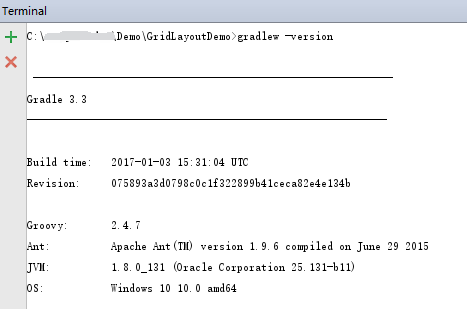 Terminal
C:\ \Demo\GridLayoutDemo>gradlew -version
Gradle 3.3
Build time: 2017-01-03 15:31:04 UTC
Revision: 075893a3d0798c0c1f322899b41ceca82e4e134b
Groovy: 2.4.7
Ant: Apache Ant(TM) version 1.9.6 compiled on June 29 2015
JVM: 1.8.0_131 (Oracle Corporation 25.131-b11)
OS: Windows 10 10.0 amd64